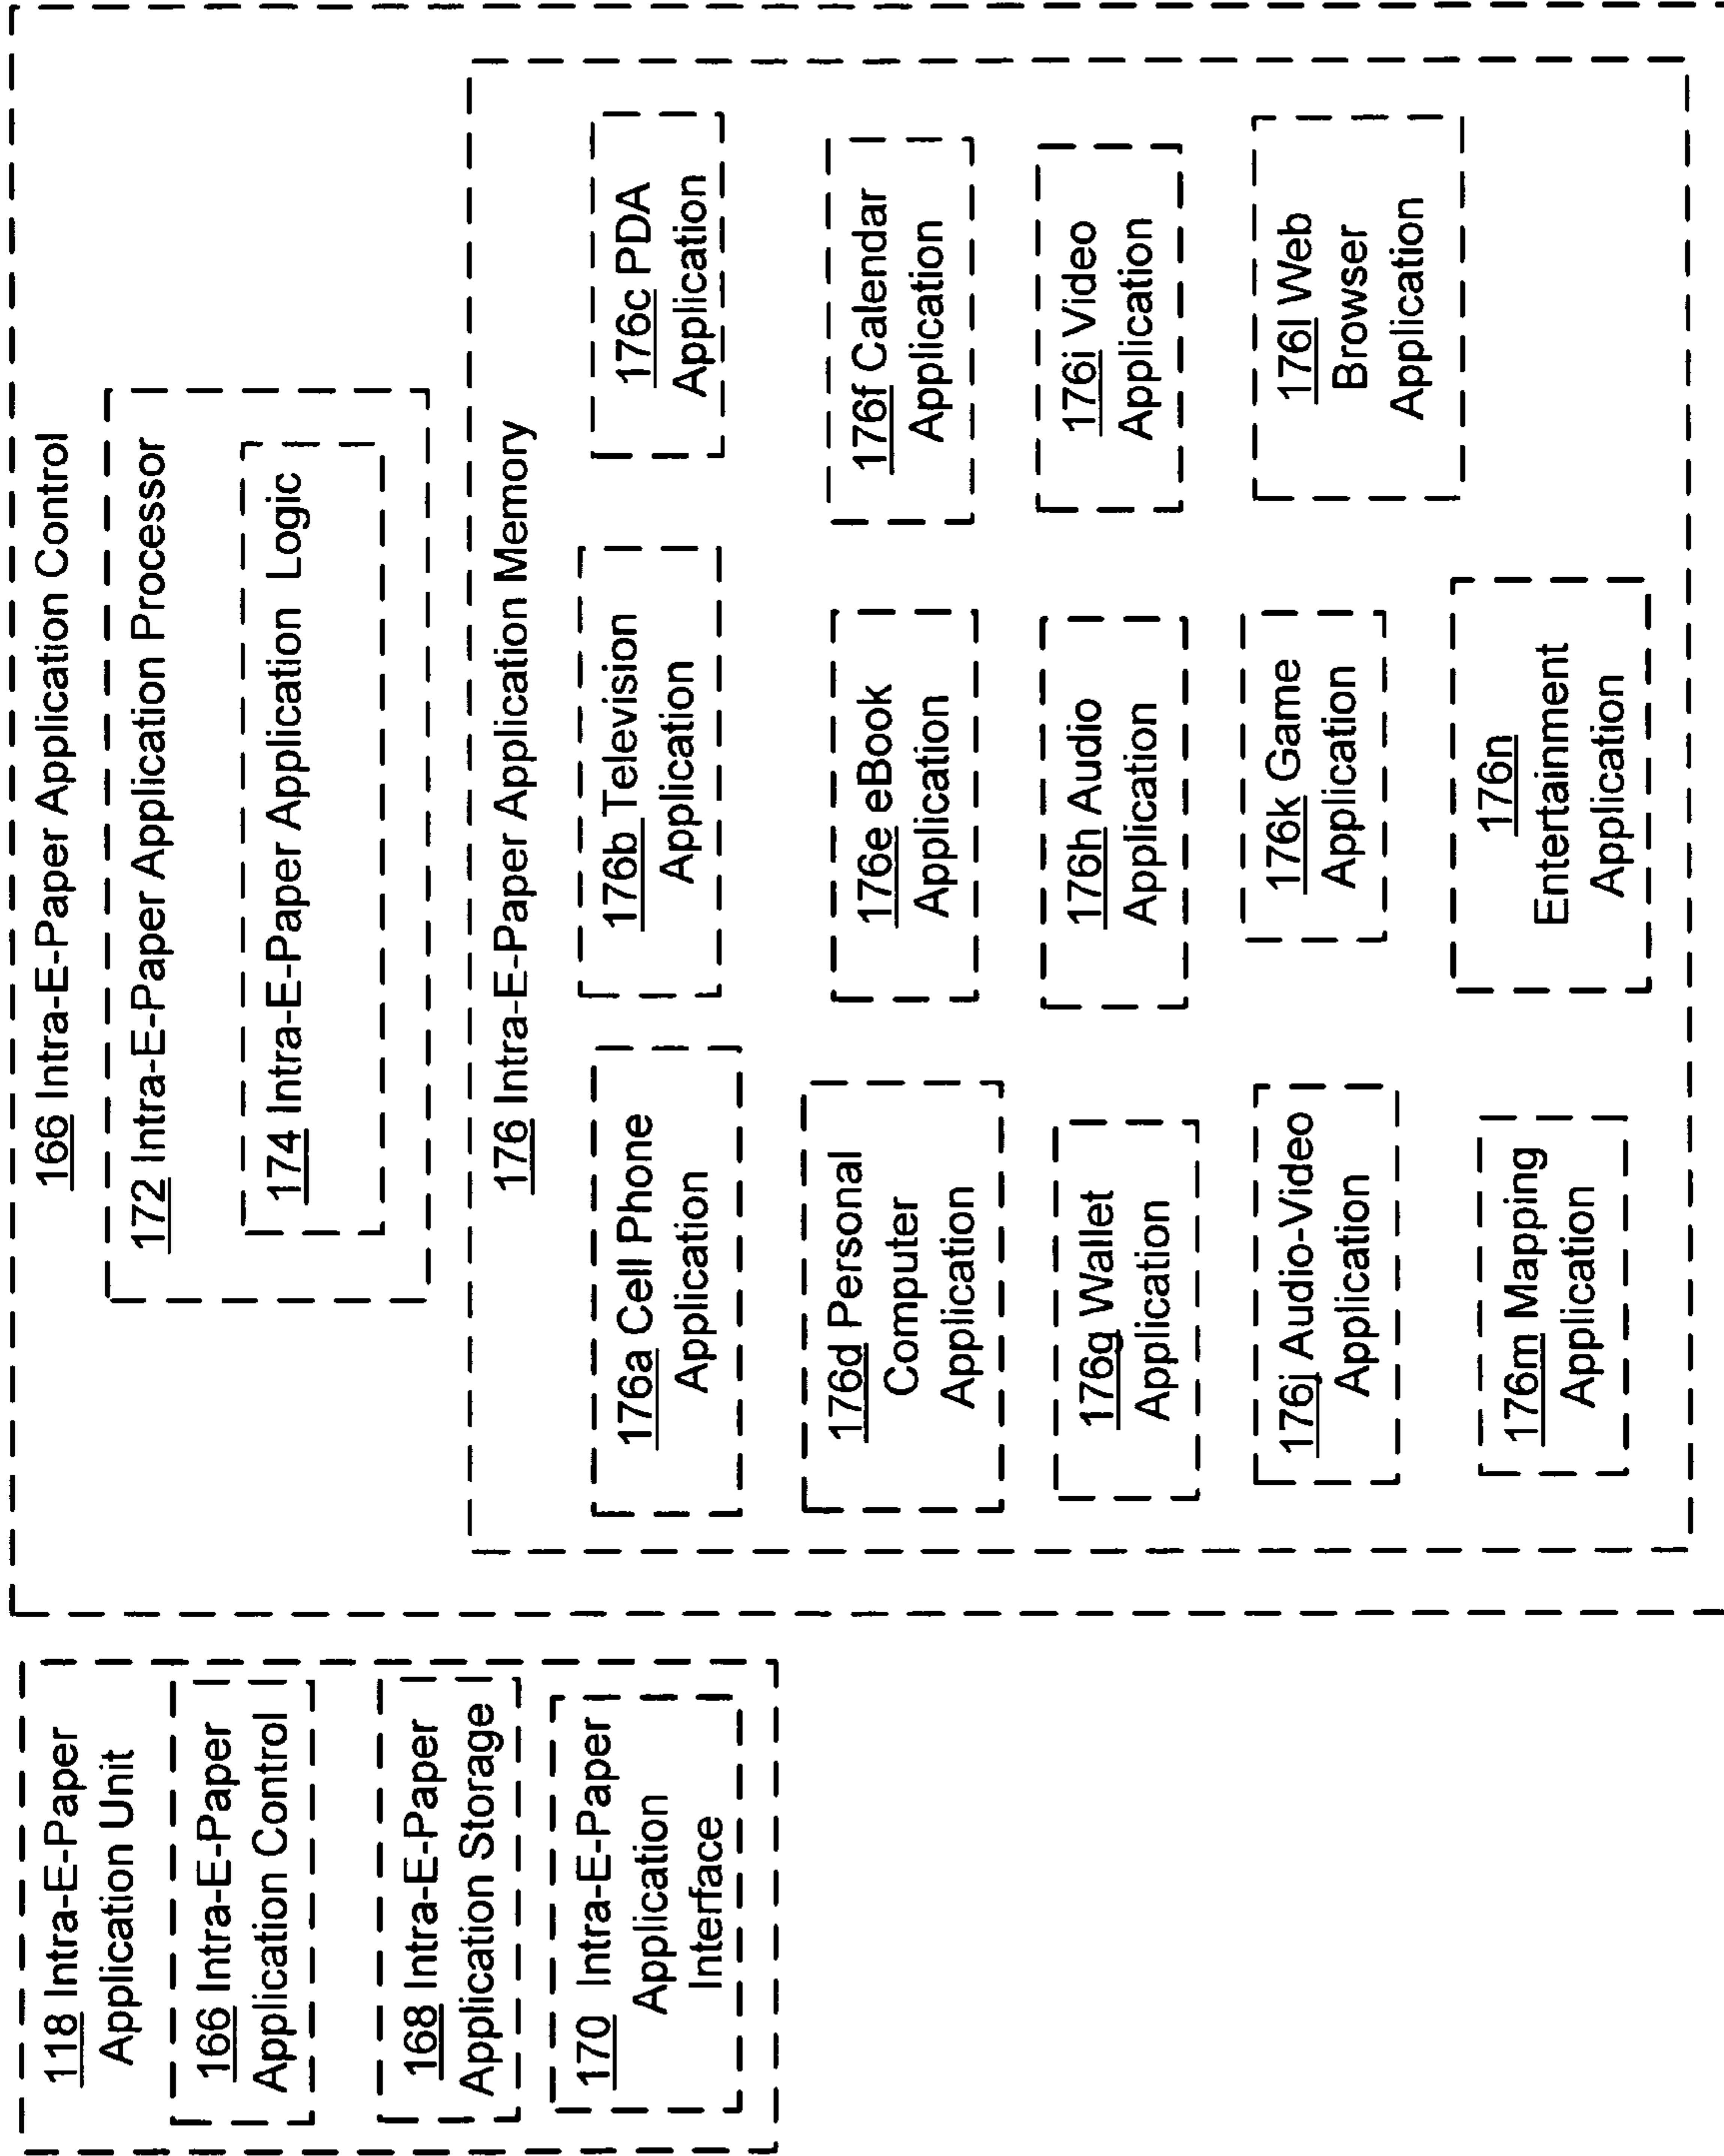 118 Intra-E-Paper
Application Unit
166 Intra-E-Paper
Application Control
168 Intra-E-Paper
Application Storage
170 Intra-E-Paper
Application
Interface
166 Intra-E-Paper Application Control
172 Intra-E-Paper Application Processor
174 Intra-E-Paper Application Logic
176 Intra-E-Paper Application Memory
176a Cell Phone
Application
176b Television
Application
176c PDA
Application
176d Personal
Computer
Application
176e eBook
Application
176f Calendar
Application
176g Wallet
Application
176h Audio
Application
176i Video
Application
176j Audio-Video
Application
176k Game
Application
176l Web
Browser
Application
176m Mapping
Application
176n
Entertainment
Application